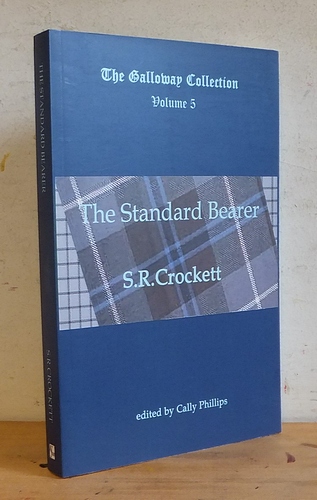 The Galloway Collection
Volume 5
The Standard Bearer
S.R.Crockett
edited by Cally Phillips
THE STANDARD BEARER
S.R.CROCKETT